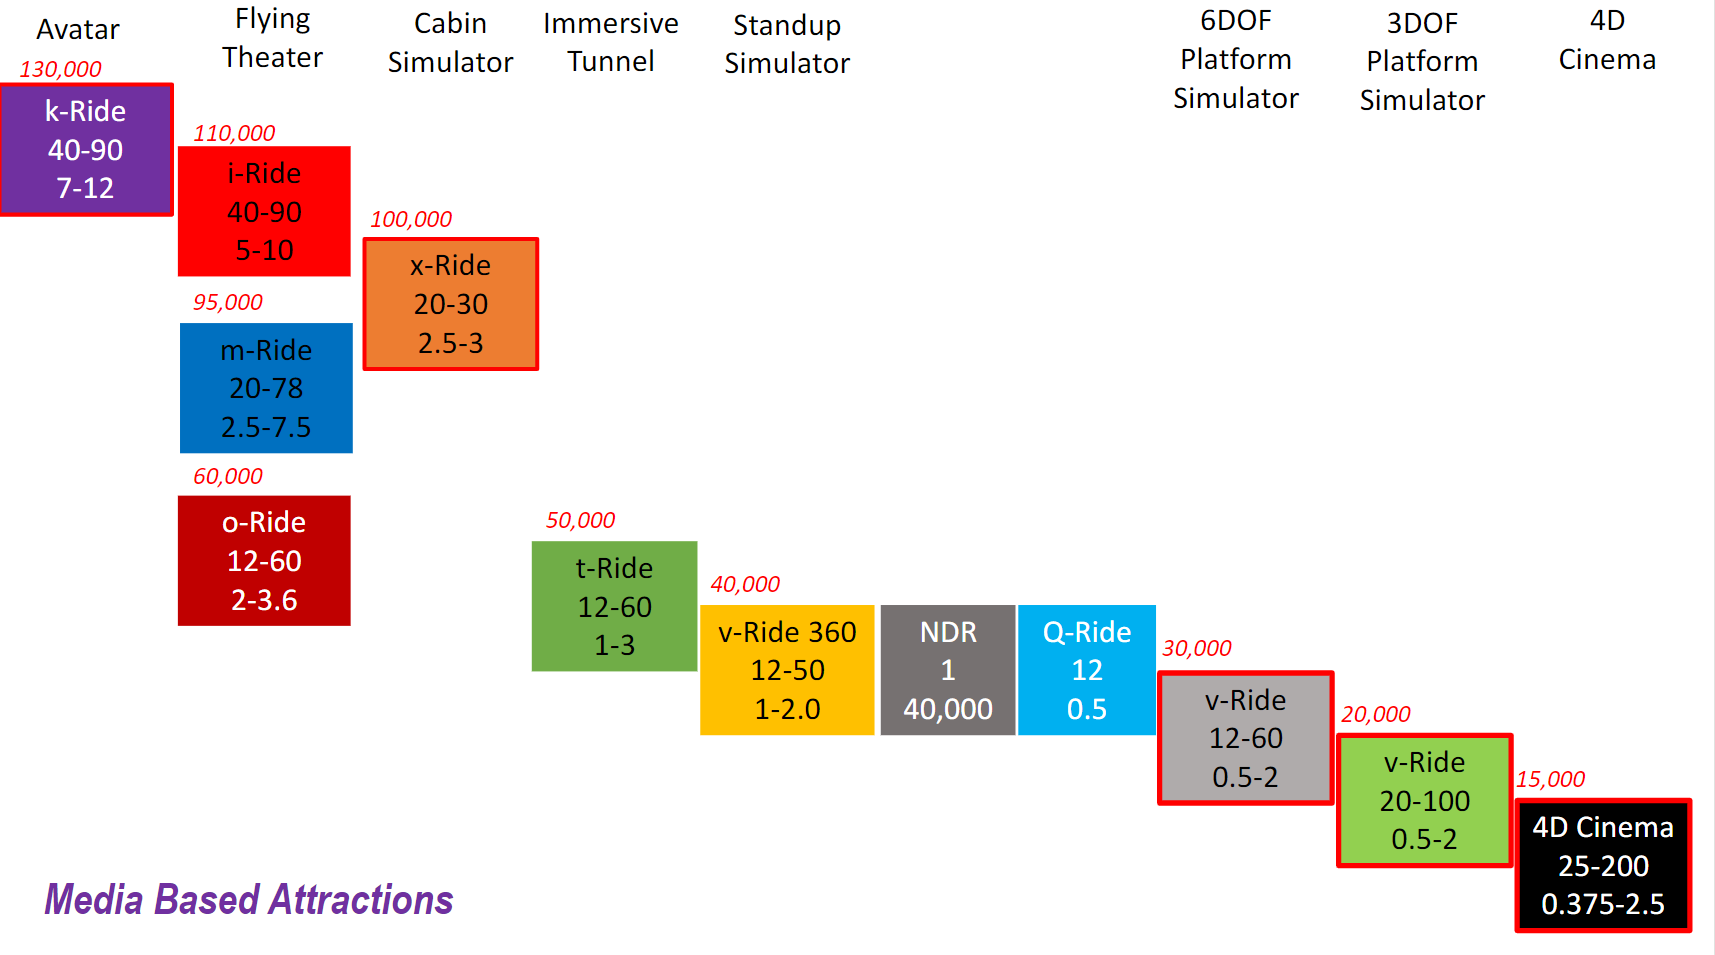 Avatar
130,000
k-Ride
40-90
7-12
Flying
Theater
110,000
i-Ride
40-90
5-10
95,000
m-Ride
20-78
2.5-7.5
60,000
o-Ride
12-60
2-3.6
Cabin
Simulator
100,000
x-Ride
20-30
2.5-3
Immersive
Tunnel
50,000
t-Ride
12-60
1-3
Standup
Simulator
40,000
v-Ride 360
12-50
1-2.0
NDR
1
40,000
Q-Ride
12
0.5
6DOF
Platform
Simulator
30,000
v-Ride
12-60
0.5-2
3DOF
Platform
Simulator
20,000
v-Ride
20-100
0.5-2
4D
Cinema
15,000
4D Cinema
25-200
0.375-2.5
Media Based Attractions